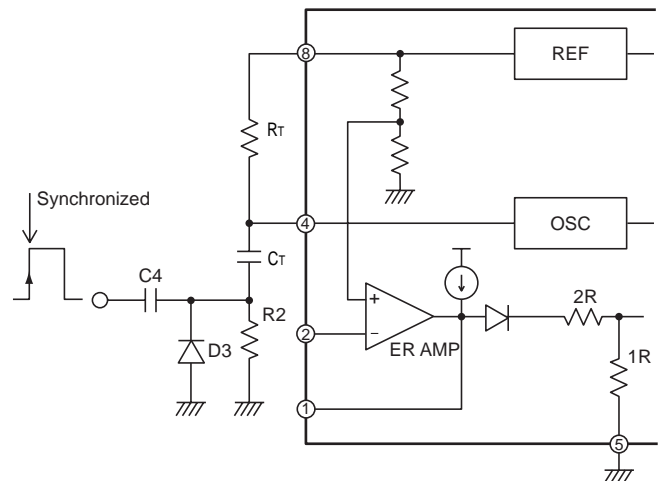 8
REF
RT
Synchronized
4
OSC
CT
C4
2R
+
R2
2
−
D3
ER AMP
1R
1
5